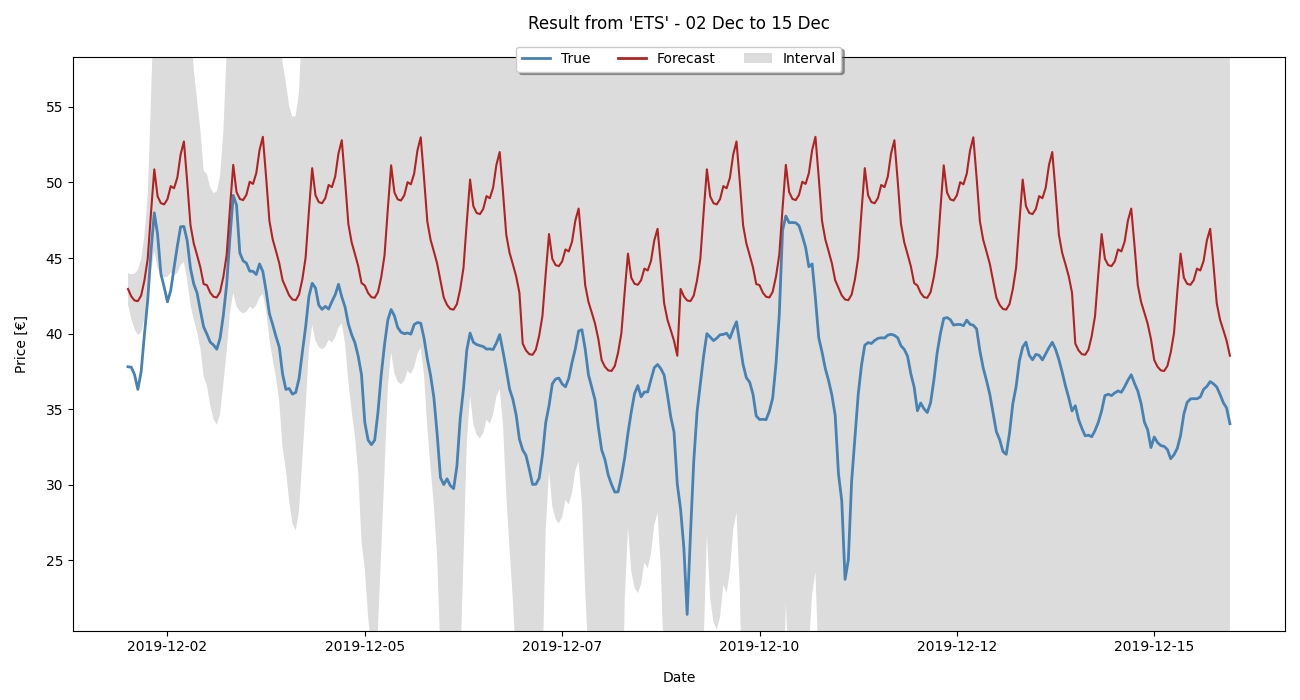 Result from 'ETS' - 02 Dec to 15 Dec
True Forecast Interval
Price [€]
55
50
45
40
35
30
25
2019-12-02 2019-12-05 2019-12-07 2019-12-10 2019-12-12 2019-12-15
Date